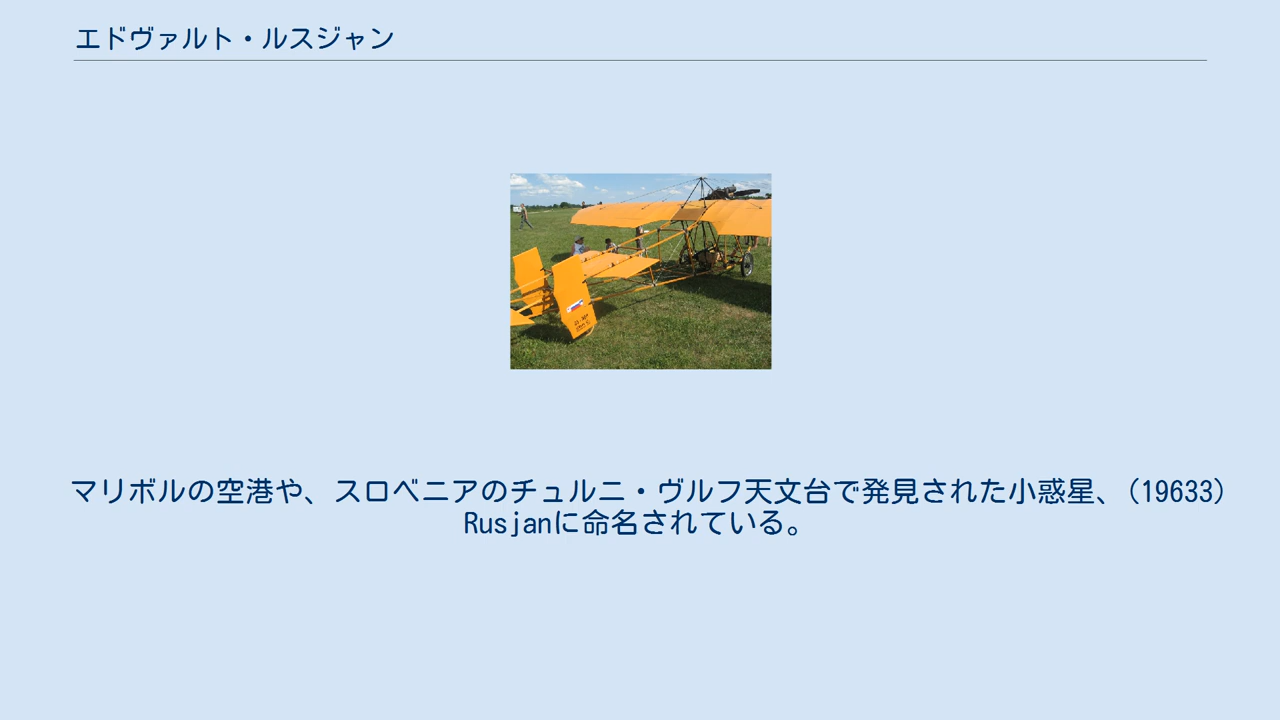 エドヴァルト・ルスジャン
マリボルの空港や、スロベニアのチュルニ・ヴルフ天文台で発見された小惑星、(19633)
Rusjanに命名されている。